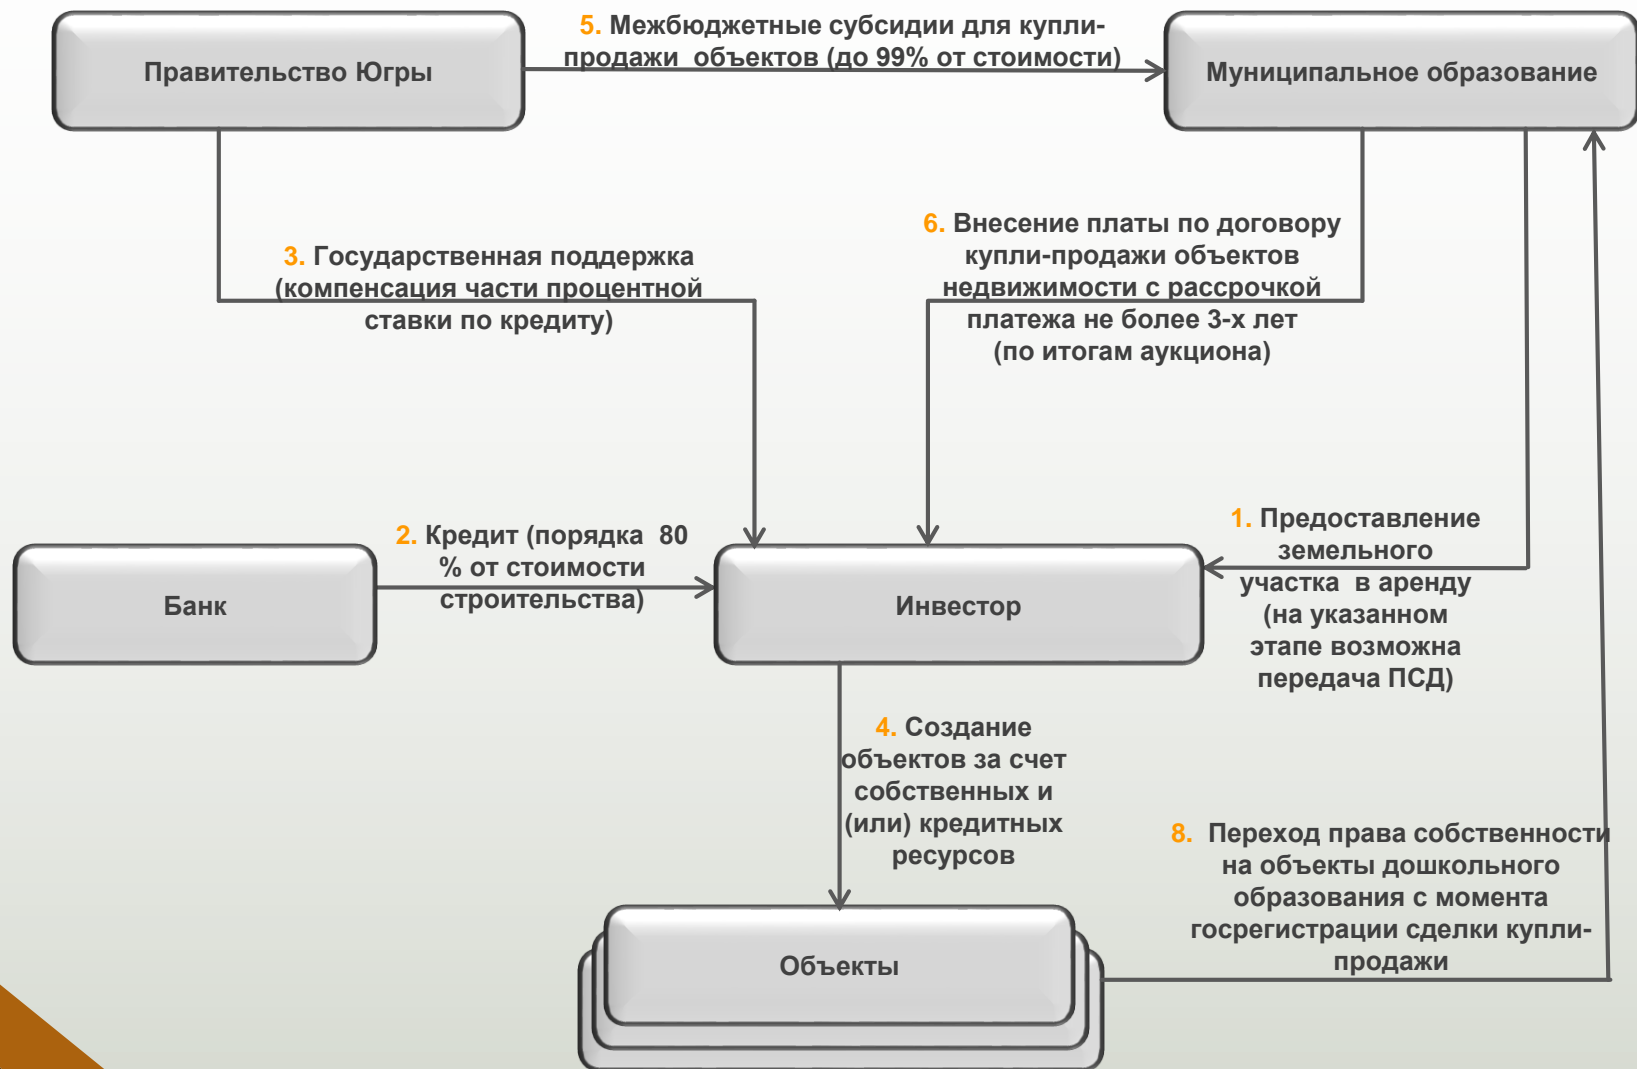 5. Межбюджетные субсидии для купли-
продажи объектов (до 99% от стоимости)
Правительство Югры
Муниципальное образование
6. Внесение платы по договору
купли-продажи объектов
недвижимости с рассрочкой
платежа не более 3-х лет
(по итогам аукциона)
3. Государственная поддержка
(компенсация части процентной
ставки по кредиту)
1. Предоставление
земельного
участка в аренду
(на указанном
этапе возможна
передача ПСД)
2. Кредит (порядка 80
% от стоимости
строительства)
Банк
Инвестор
4. Создание
объектов за счет
собственных и
(или) кредитных
ресурсов
8. Переход права собственности
на объекты дошкольного
образования с момента
госрегистрации сделки купли-
продажи
Объекты